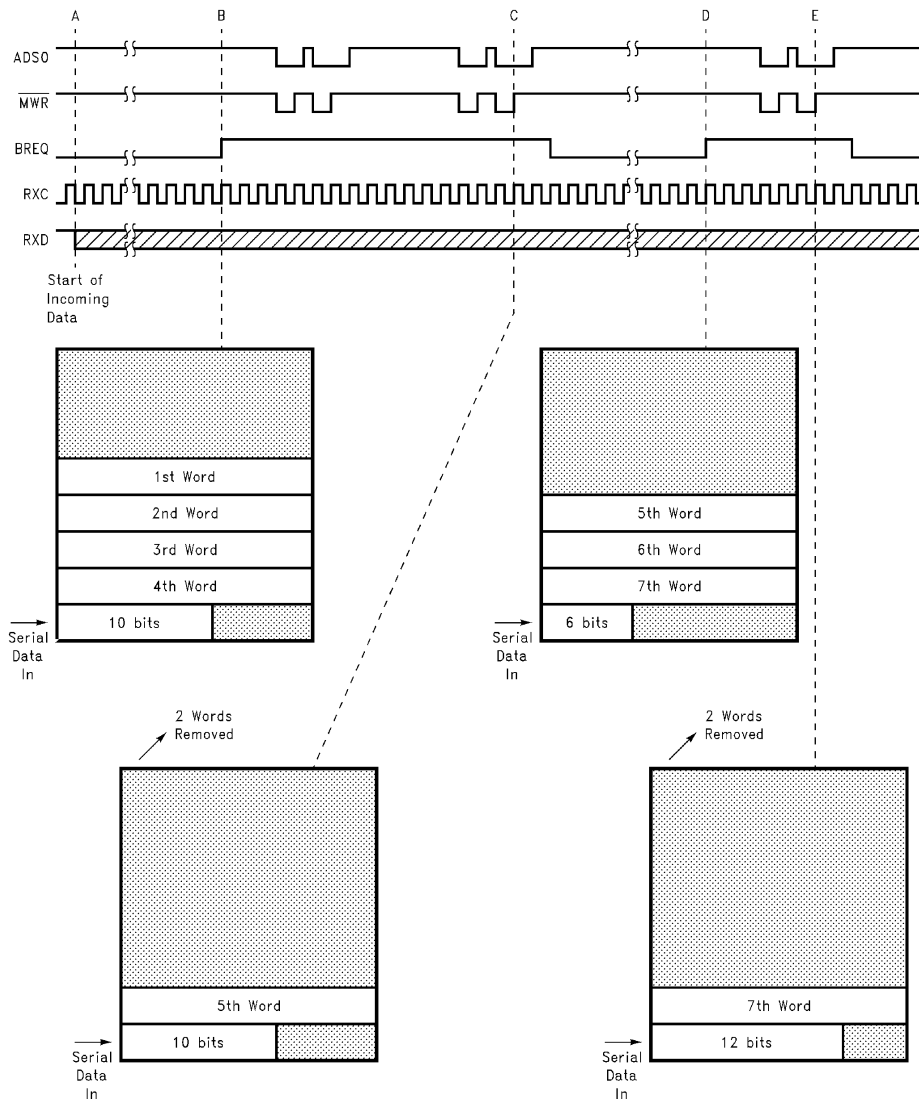 A B C D E
ADS0
MWR
BREQ
RXC
RXD
Start of
Incoming
Data
1st Word
2nd Word
3rd Word
4th Word
10 bits
Serial
Data
In
5th Word
6th Word
7th Word
6 bits
Serial
Data
In
2 Words
Removed
5th Word
10 bits
Serial
Data
In
2 Words
Removed
7th Word
12 bits
Serial
Data
In